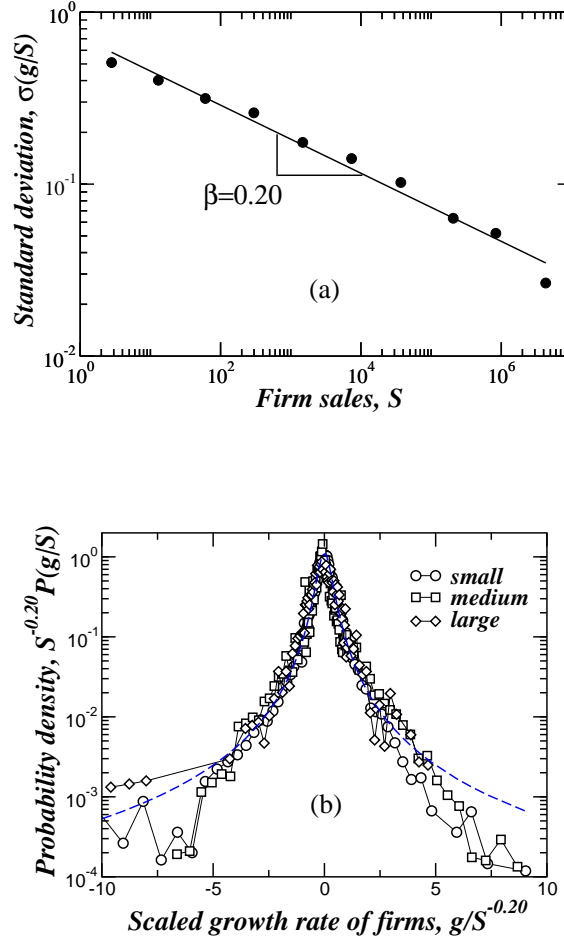 10^0
Standard deviation, σ(g/S)
10^-1
β=0.20
(a)
10^-2
10^0 10^2 10^4 10^6
Firm sales, S
Probability density, S^-0.20 P(g/S)
10^0
10^-1
10^-2
10^-3
10^-4
small
medium
large
(b)
-10 -5 0 5 10
Scaled growth rate of firms, g/S^-0.20